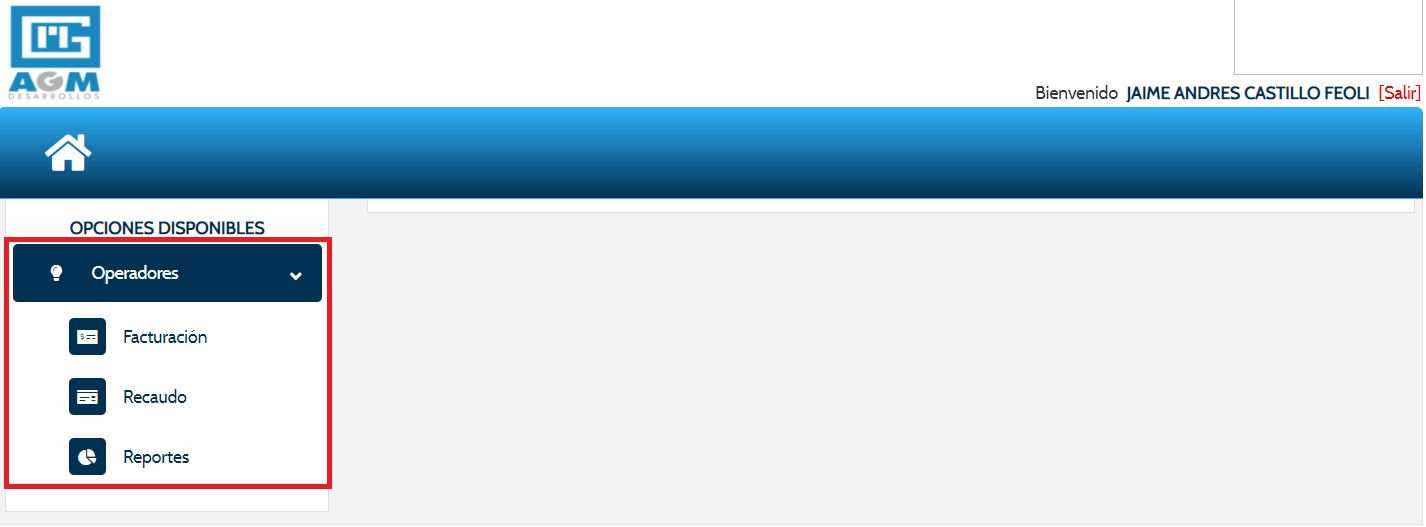 AGM
DESARROLLOS
Bienvenido JAIME ANDRES CASTILLO FEOLI [Salir]
OPCIONES DISPONIBLES
Operadores
Facturación
Recaudo
Reportes